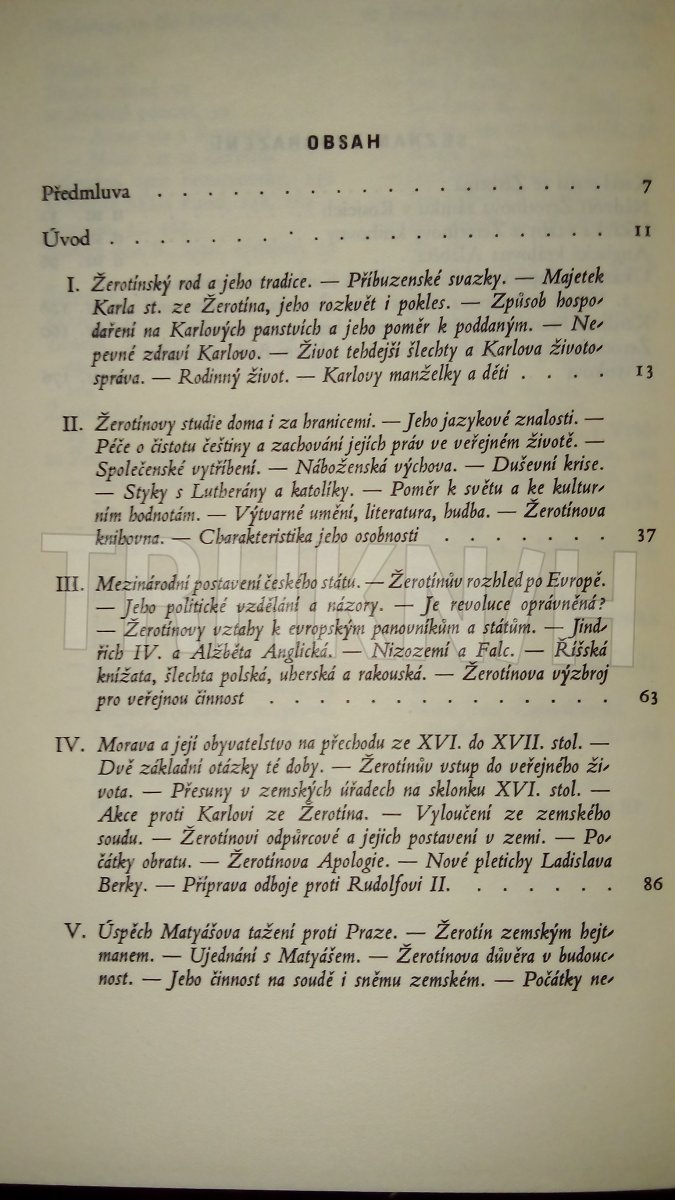 OBSAH
Předmluva . . . . . . . . . . . . . . . . . . 7
Úvod . . . . . . . . . . . . . . . . . . . . 11
I. Žerotínský rod a jeho tradice. — Příbuzenské svazky. — Majetek
Karla st. ze Žerotína, jeho rozkvět i pokles. — Způsob hospo-
daření na Karlových panstvích a jeho poměr k poddaným. — Ne-
pevné zdraví Karlovo. — Život tehdejší šlechty a Karlova životo-
správa. — Rodinný život. — Karlovy manželky a děti . . . . 13
II. Žerotínovy studie doma i za hranicemi. — Jeho jazykové znalosti. —
Péče o čistotu češtiny a zachování jejích práv ve veřejném životě. —
Společenské vytříbení. — Náboženská výchova. — Duševní krise.
— Styky s Lutherány a katolíky. — Poměr k světu a ke kultur-
ním hodnotám. — Výtvarné umění, literatura, hudba. — Žerotínova
knihovna. — Charakteristika jeho osobnosti . . . . . . . 37
III. Mezinárodní postavení českého státu. — Žerotínův rozhled po Evropě.
— Jeho politické vzdělání a názory. — Je revoluce oprávněná?
— Žerotínovy vztahy k evropským panovníkům a státům. — Jind-
řich IV. a Alžběta Anglická. — Nizozemí a Falc. — Říšská
knížata, šlechta polská, uherská a rakouská. — Žerotínova výzbroj
pro veřejnou činnost . . . . . . . . . . . . . . 63
IV. Morava a její obyvatelstvo na přechodu ze XVI. do XVII. stol. —
Dvě základní otázky té doby. — Žerotínův vstup do veřejného ži-
vota. — Přesuny v zemských úřadech na sklonku XVI. stol. —
Akce proti Karlovi ze Žerotína. — Vyloučení ze zemského
soudu. — Žerotínovi odpůrcové a jejich postavení v zemi. — Po-
čátky obratu. — Žerotínova Apologie. — Nové pletichy Ladislava
Berky. — Příprava odboje proti Rudolfovi II. . . . . . . 86
V. Úspěch Matyášova tažení proti Praze. — Žerotín zemským hejt-
manem. — Ujednání s Matyášem. — Žerotínova důvěra v budouc-
nost. — Jeho činnost na soudě i sněmu zemském. — Počátky ne-